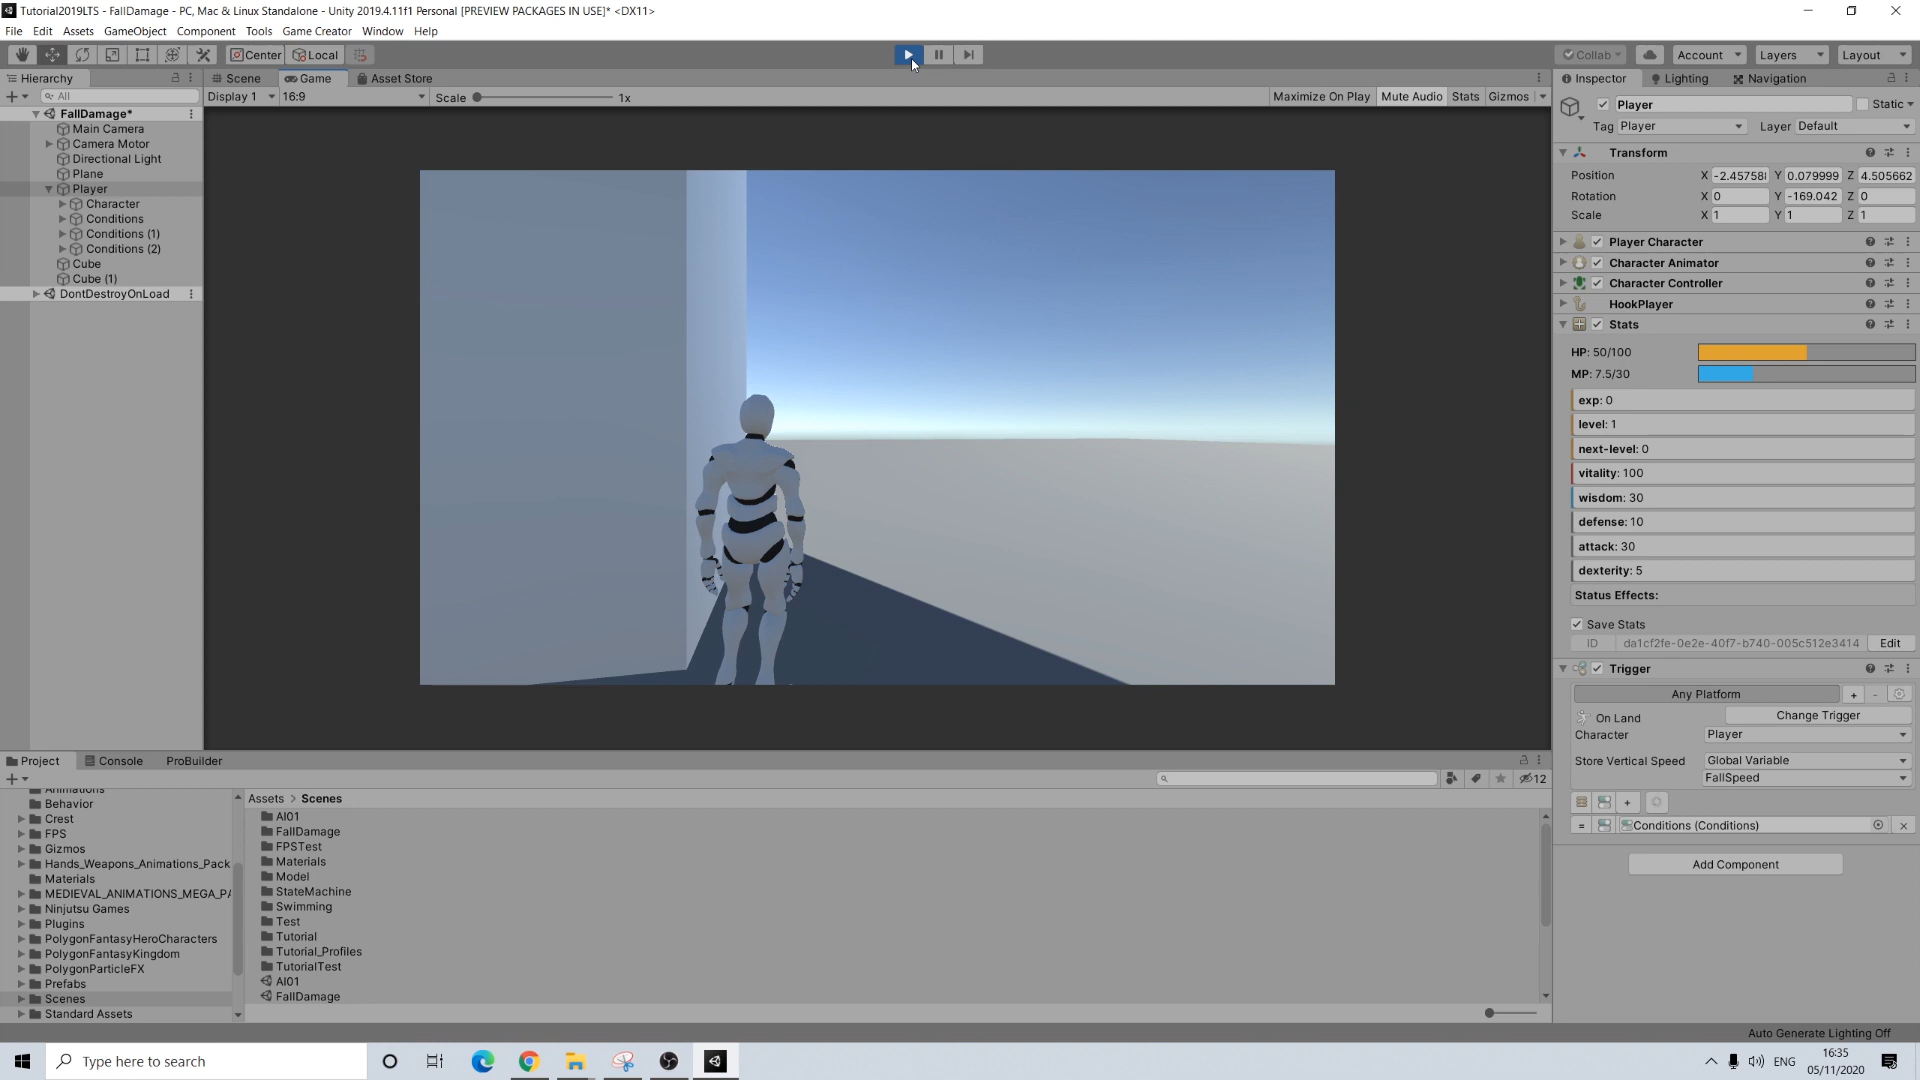 Tutorial2019LTS - FallDamage - PC, Mac & Linux Standalone - Unity 2019.4.11f1 Personal [PREVIEW PACKAGES IN USE]* <DX11>
File Edit Assets GameObject Component Tools Game Creator Window Help
Center Local Collab Account Layers Layout
Hierarchy
All
FallDamage*
Main Camera
Camera Motor
Directional Light
Plane
Player
Character
Conditions
Conditions (1)
Conditions (2)
Cube
Cube (1)
DontDestroyOnLoad
Scene Game Asset Store
Display 1 16:9 Scale 1x Maximize On Play Mute Audio Stats Gizmos
Inspector Lighting Navigation
Player Static
Tag Player Layer Default
Transform
Position X -2.45758 Y 0.079999 Z 4.505662
Rotation X 0 Y -169.042 Z 0
Scale X 1 Y 1 Z 1
Player Character
Character Animator
Character Controller
HookPlayer
Stats
HP: 50/100
MP: 7.5/30
exp: 0
level: 1
next-level: 0
vitality: 100
wisdom: 30
defense: 10
attack: 30
dexterity: 5
Status Effects:
Save Stats
ID da1cf2fe-0e2e-40f7-b740-005c512e3414 Edit
Trigger
Any Platform + -
On Land Change Trigger
Character Player
Store Vertical Speed Global Variable
FallSpeed
+
= Conditions (Conditions)
Add Component
Project Console ProBuilder
12
Animations
Behavior
Crest
FPS
Gizmos
Hands_Weapons_Animations_Pack
Materials
MEDIEVAL_ANIMATIONS_MEGA_PA
Ninjutsu Games
Plugins
PolygonFantasyHeroCharacters
PolygonFantasyKingdom
PolygonParticleFX
Prefabs
Scenes
Standard Assets
Assets > Scenes
AI01
FallDamage
FPSTest
Materials
Model
StateMachine
Swimming
Test
Tutorial
Tutorial_Profiles
TutorialTest
AI01
FallDamage
Auto Generate Lighting Off
Type here to search
ENG
16:35
05/11/2020